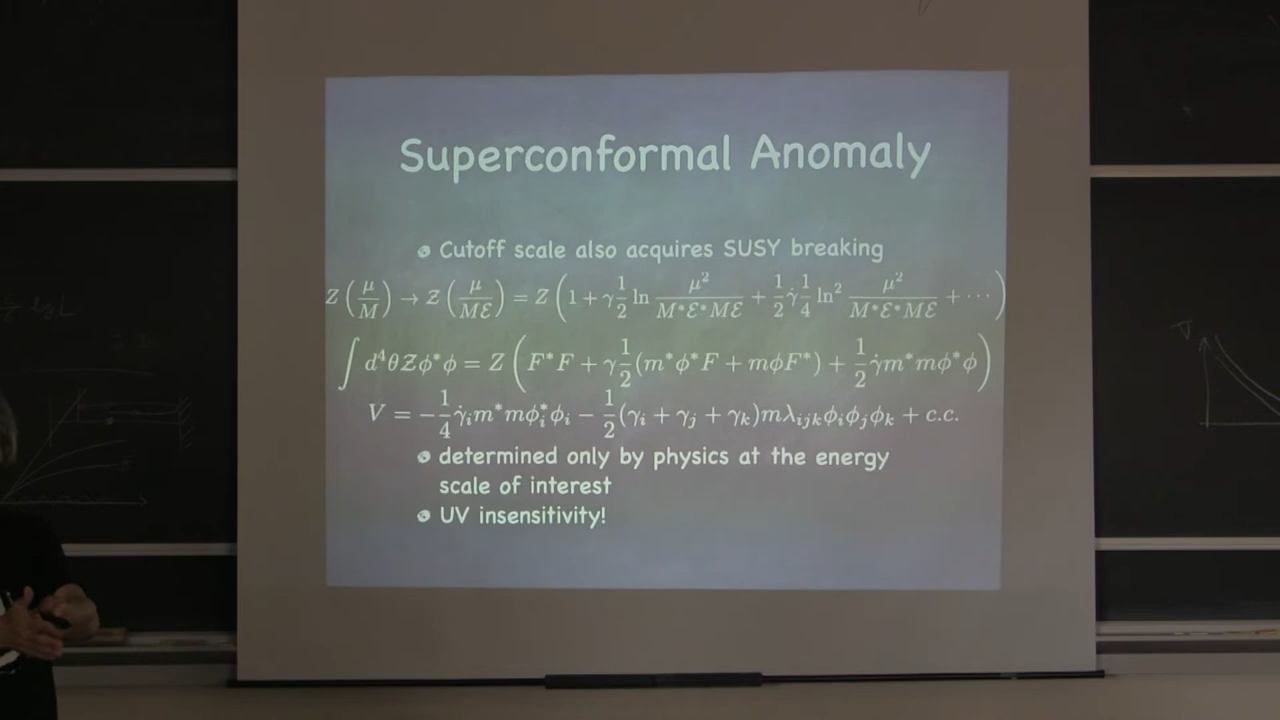 Superconformal Anomaly
Cutoff scale also acquires SUSY breaking
Z(μ/M) → 𝒵(μ/(Mℰ)) = Z(1 + γ 1/2 ln μ²/(M*ℰ*Mℰ) + 1/2 γ̇ 1/4 ln² μ²/(M*ℰ*Mℰ) + ⋯)
∫ d⁴θ𝒵φ*φ = Z(F*F + γ 1/2 (m*φ*F + mφF*) + 1/2 γ̇m*mφ*φ)
V = −1/4 γ̇ᵢm*mφᵢ*φᵢ − 1/2 (γᵢ + γⱼ + γₖ)mλᵢⱼₖφᵢφⱼφₖ + c.c.
determined only by physics at the energy
scale of interest
UV insensitivity!